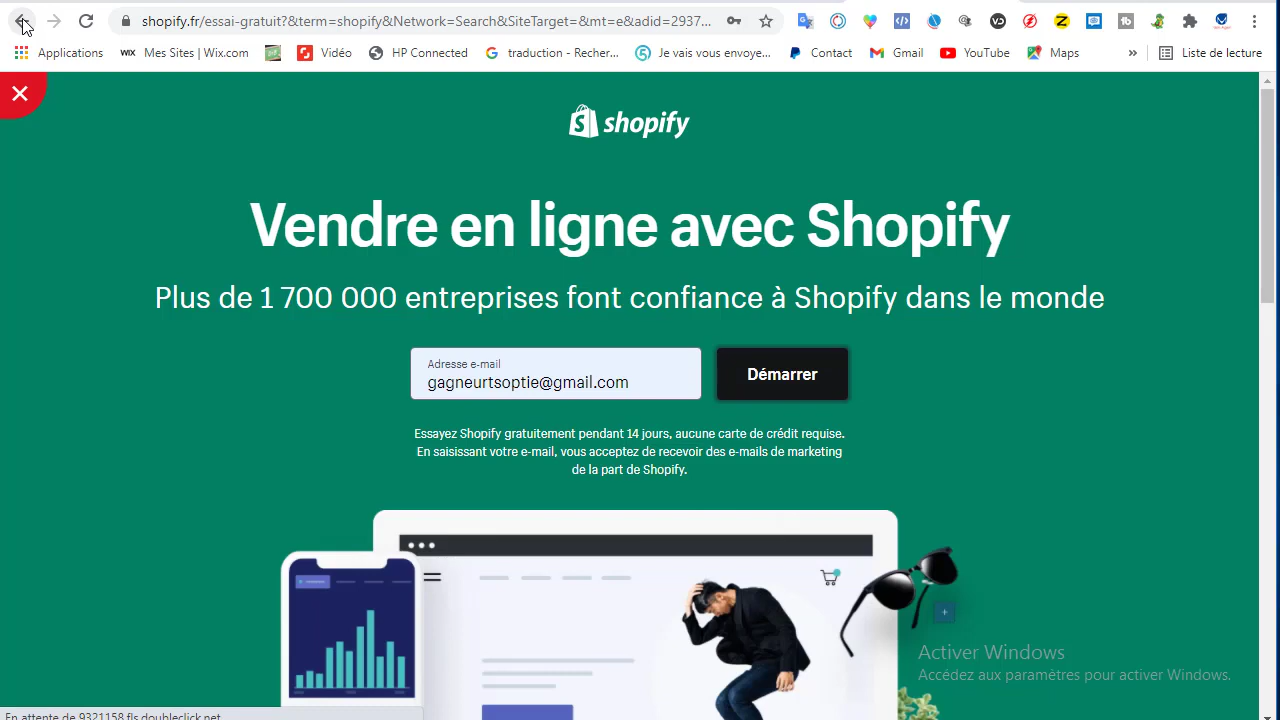 shopify.fr/essai-gratuit?&term=shopify&Network=Search&SiteTarget=&mt=e&adid=2937...
Applications
WIX Mes Sites | Wix.com
Vidéo
HP Connected
traduction - Recher...
Je vais vous envoye...
Contact
Gmail
YouTube
Maps
»
Liste de lecture
shopify
Vendre en ligne avec Shopify
Plus de 1 700 000 entreprises font confiance à Shopify dans le monde
Adresse e-mail
gagneurtsoptie@gmail.com
Démarrer
Essayez Shopify gratuitement pendant 14 jours, aucune carte de crédit requise.
En saisissant votre e-mail, vous acceptez de recevoir des e-mails de marketing
de la part de Shopify.
Activer Windows
Accédez aux paramètres pour activer Windows.
En attente de 9321158.fls.doubleclick.net